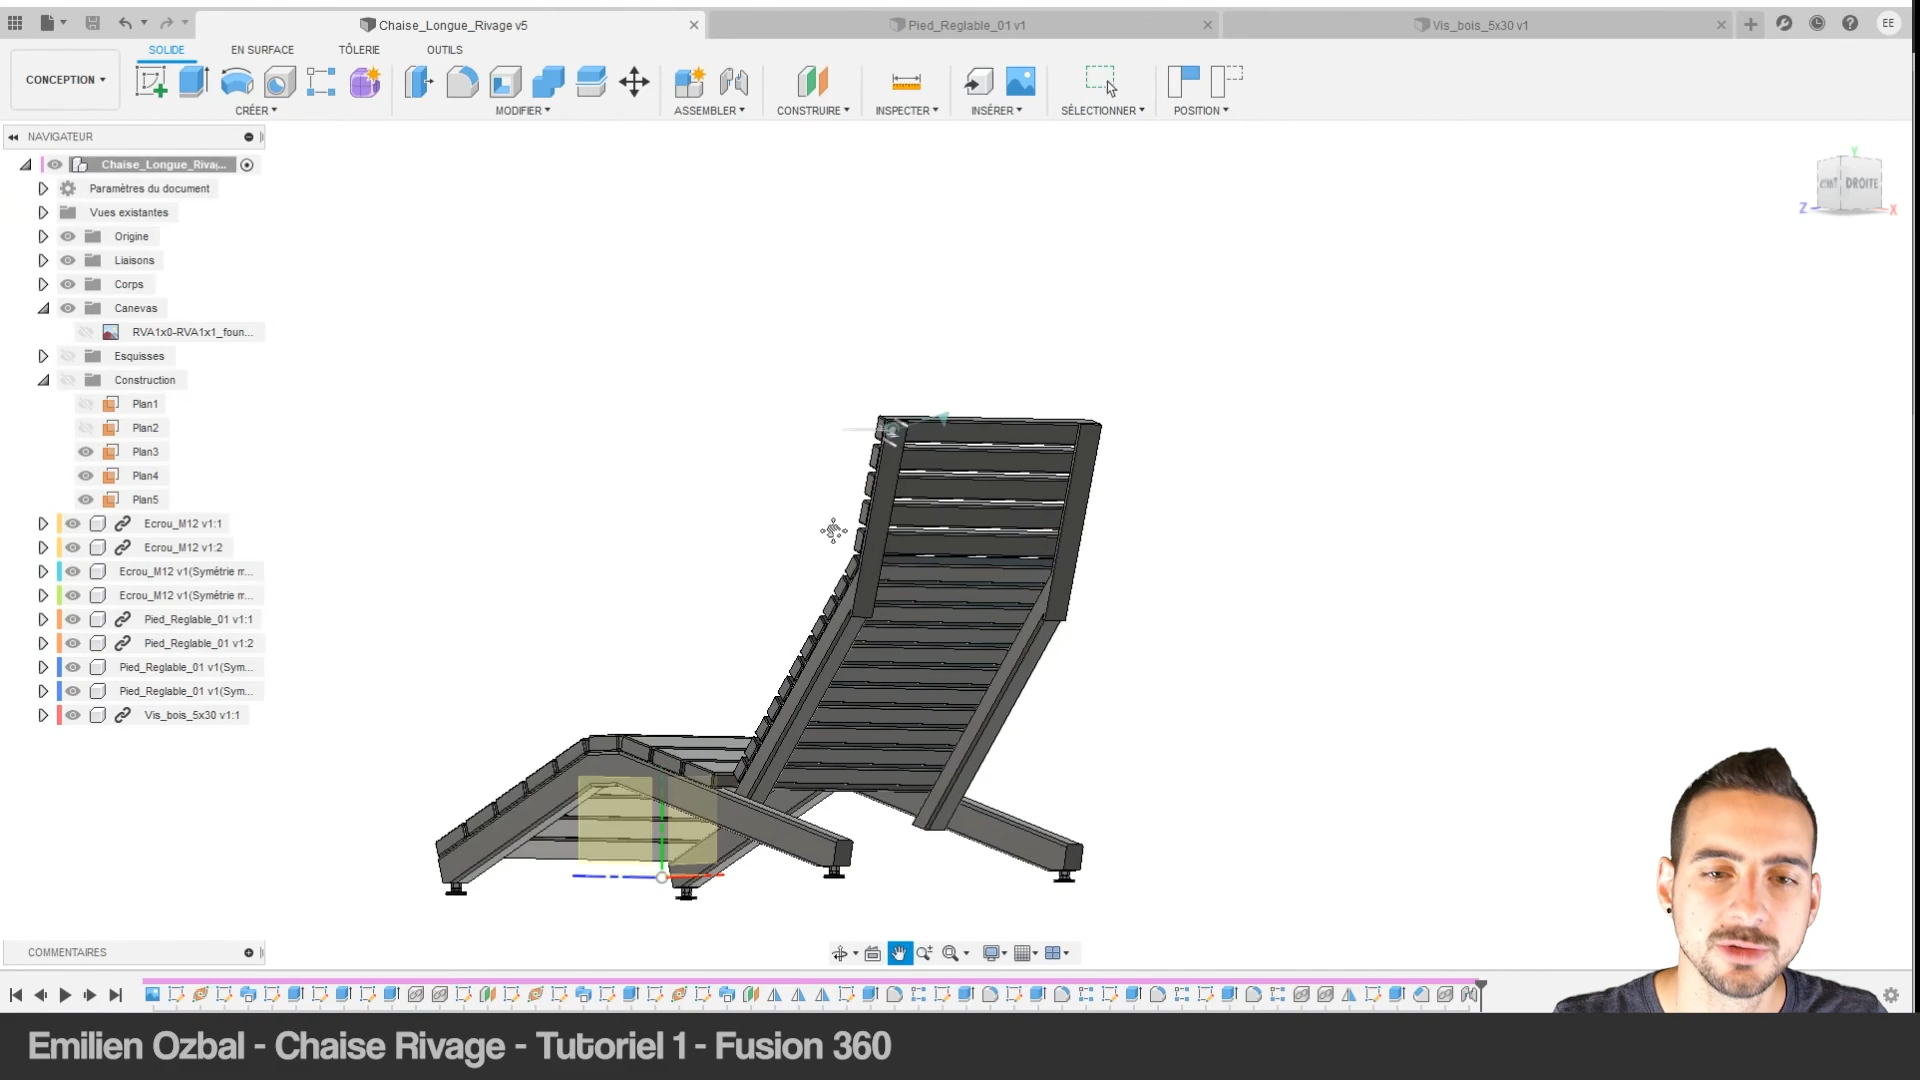 Chaise_Longue_Rivage v5
Pied_Reglable_01 v1
Vis_bois_5x30 v1
EE
CONCEPTION
SOLIDE
EN SURFACE
TÔLERIE
OUTILS
CRÉER
MODIFIER
ASSEMBLER
CONSTRUIRE
INSPECTER
INSÉRER
SÉLECTIONNER
POSITION
NAVIGATEUR
Chaise_Longue_Riva...
Paramètres du document
Vues existantes
Origine
Liaisons
Corps
Canevas
RVA1x0-RVA1x1_foun...
Esquisses
Construction
Plan1
Plan2
Plan3
Plan4
Plan5
Ecrou_M12 v1:1
Ecrou_M12 v1:2
Ecrou_M12 v1(Symétrie m...
Ecrou_M12 v1(Symétrie m...
Pied_Reglable_01 v1:1
Pied_Reglable_01 v1:2
Pied_Reglable_01 v1(Sym...
Pied_Reglable_01 v1(Sym...
Vis_bois_5x30 v1:1
Y
DROITE
Z
X
COMMENTAIRES
Emilien Ozbal - Chaise Rivage - Tutoriel 1 - Fusion 360